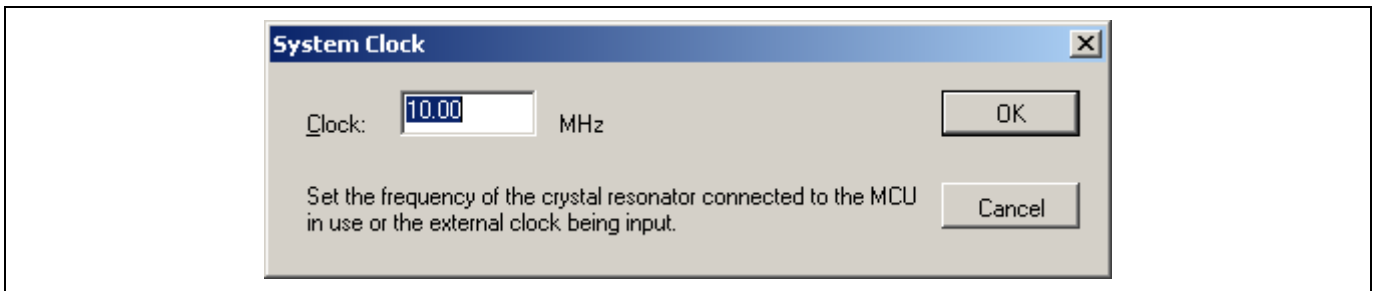 System Clock
Clock: 10.00 MHz OK
Set the frequency of the crystal resonator connected to the MCU
in use or the external clock being input.
Cancel